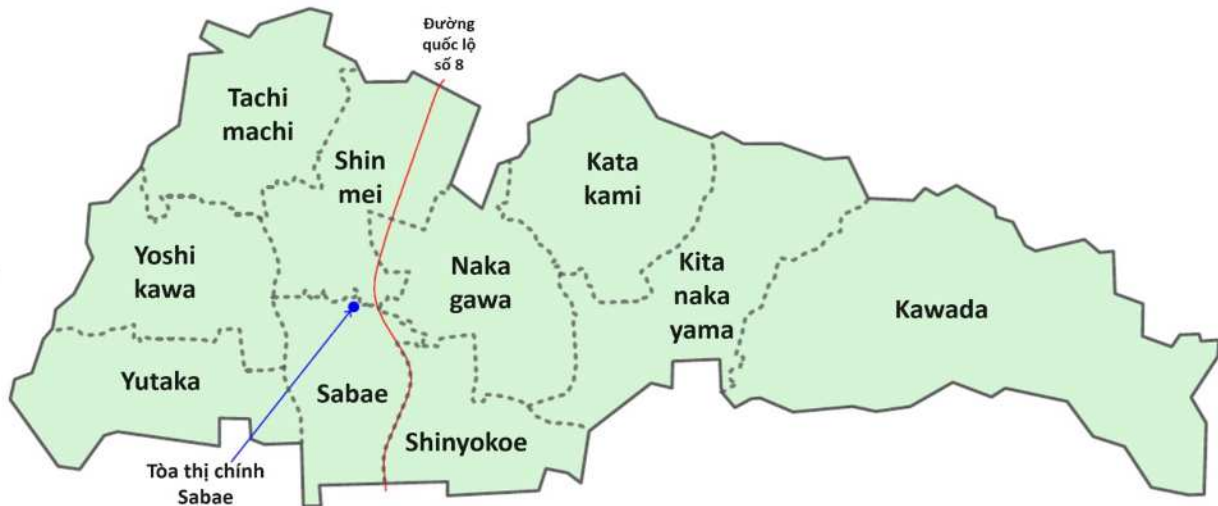 Đường
quốc lộ
số 8
Tachi
machi
Shin
mei
Kata
kami
Yoshi
kawa
Naka
gawa
Kita
naka
yama
Kawada
Yutaka
Sabae
Shinyokoe
Tòa thị chính
Sabae